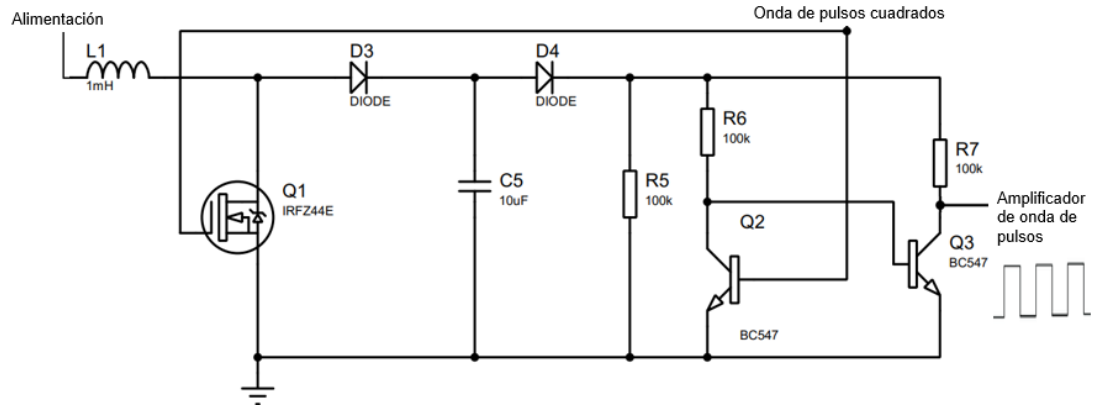 Alimentación
Onda de pulsos cuadrados
L1
1mH
D3
DIODE
D4
DIODE
R6
100k
R7
100k
Q1
IRFZ44E
C5
10uF
R5
100k
Q2
BC547
Q3
BC547
Amplificador
de onda de
pulsos